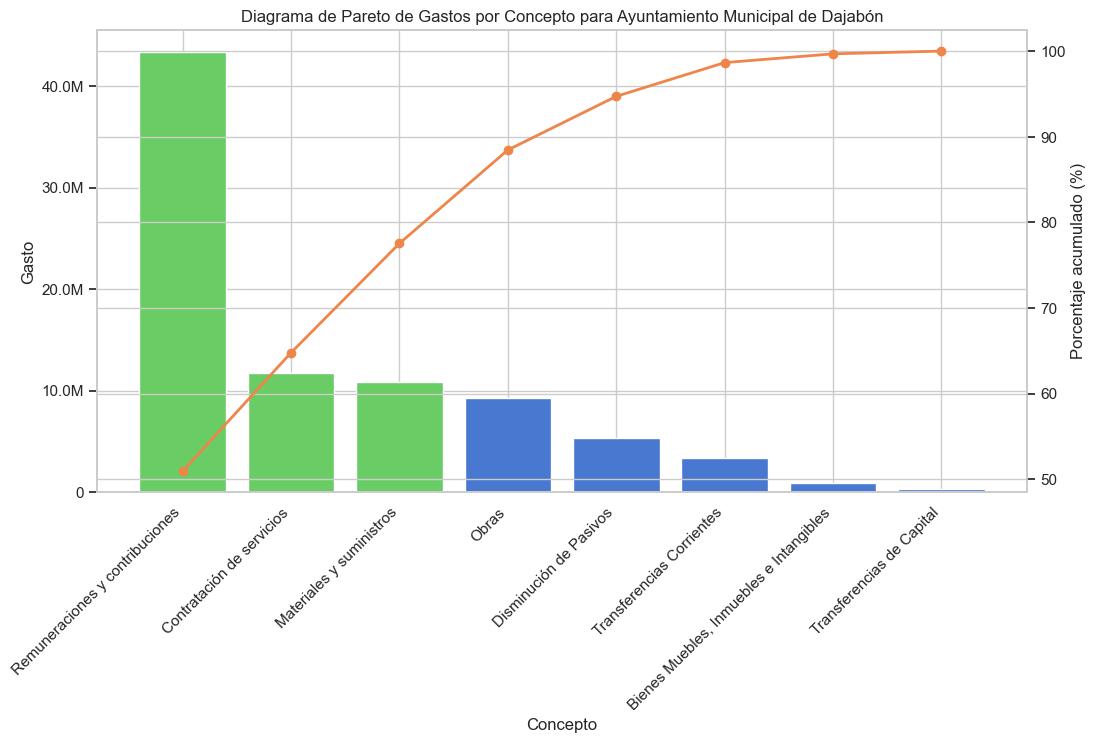 Diagrama de Pareto de Gastos por Concepto para Ayuntamiento Municipal de Dajabón
Gasto
40.0M
30.0M
20.0M
10.0M
0
Porcentaje acumulado (%)
100
90
80
70
60
50
Remuneraciones y contribuciones
Contratación de servicios
Materiales y suministros
Obras
Disminución de Pasivos
Transferencias Corrientes
Bienes Muebles, Inmuebles e Intangibles
Transferencias de Capital
Concepto